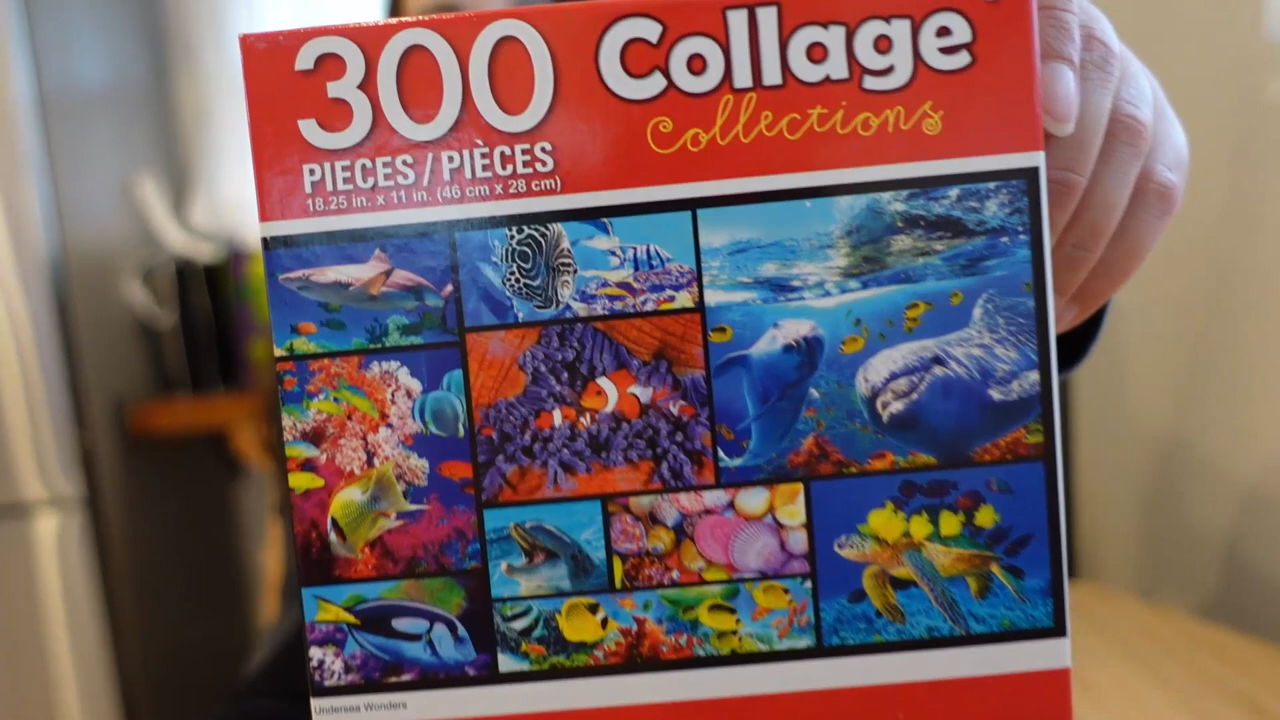 300
PIECES / PIÈCES
18.25 in. x 11 in. (46 cm x 28 cm)
Collage
Collections
Undersea Wonders